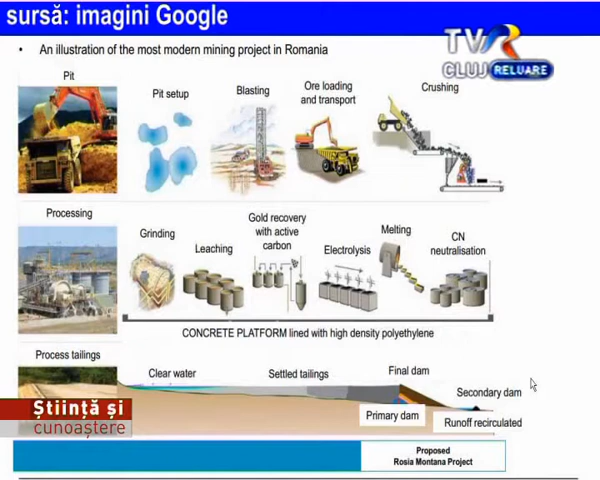 sursă: imagini Google
• An illustration of the most modern mining project in Romania
TVR
CLUJ RELUARE
Pit
Pit setup
Blasting
Ore loading
and transport
Crushing
Processing
Grinding
Leaching
Gold recovery
with active
carbon
Electrolysis
Melting
CN
neutralisation
CONCRETE PLATFORM lined with high density polyethylene
Process tailings
Clear water
Settled tailings
Final dam
Secondary dam
Primary dam
Runoff recirculated
Știință și
cunoaștere
Proposed
Rosia Montana Project